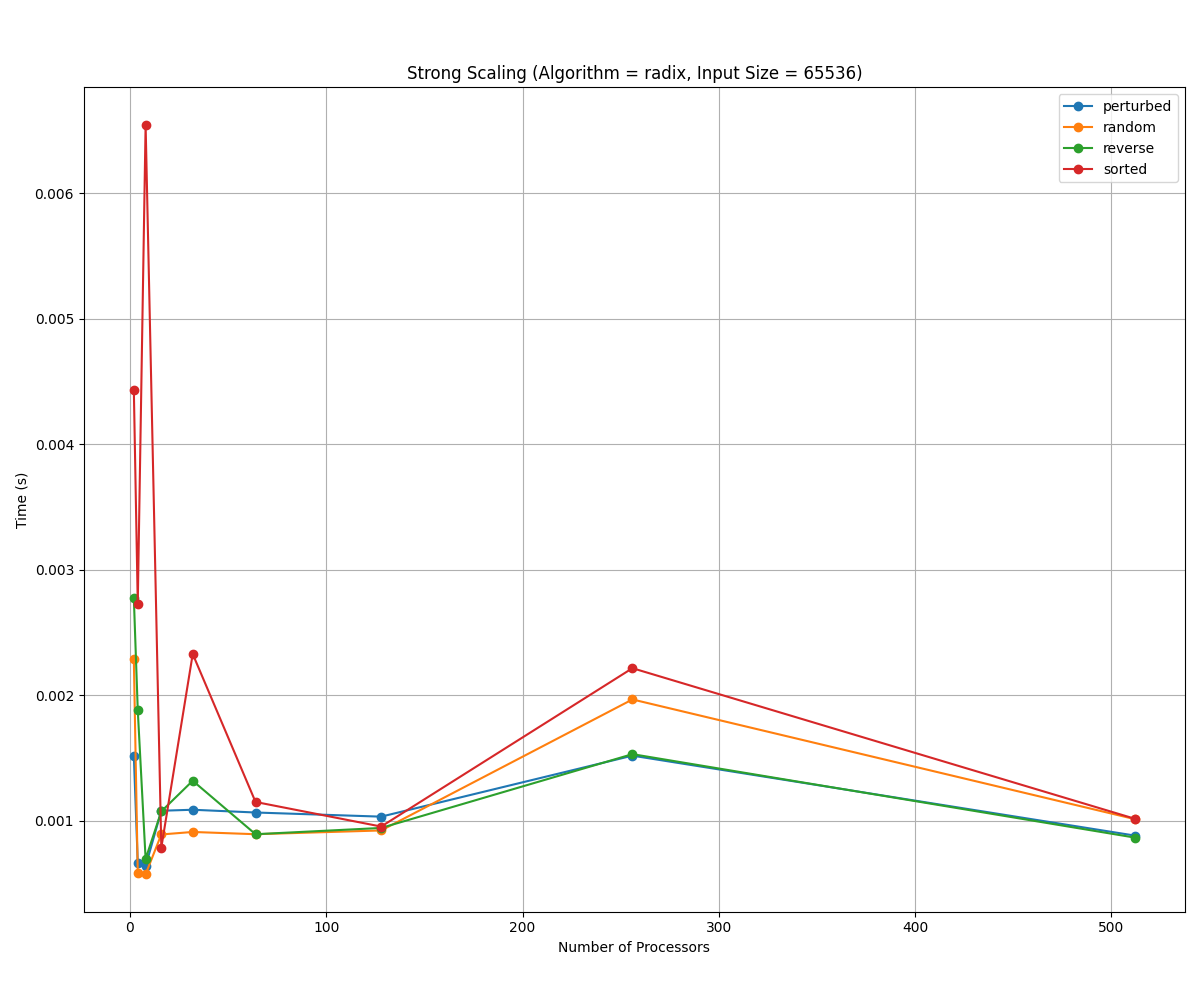 Strong Scaling (Algorithm = radix, Input Size = 65536)
perturbed
random
reverse
sorted
0.006
0.005
0.004
0.003
0.002
0.001
Time (s)
0 100 200 300 400 500
Number of Processors